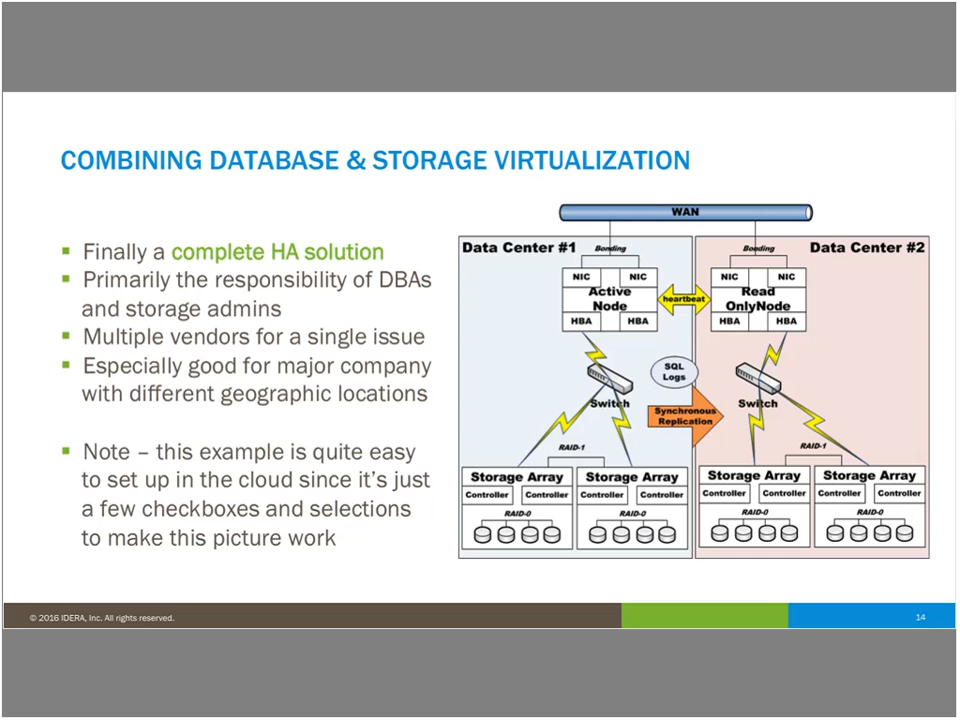 COMBINING DATABASE & STORAGE VIRTUALIZATION
▪ Finally a complete HA solution
▪ Primarily the responsibility of DBAs
and storage admins
▪ Multiple vendors for a single issue
▪ Especially good for major company
with different geographic locations
▪ Note – this example is quite easy
to set up in the cloud since it's just
a few checkboxes and selections
to make this picture work
WAN
Data Center #1
Bonding
NIC NIC
Active
Node
HBA HBA
Switch
RAID-1
Storage Array
Controller Controller
RAID-0
Storage Array
Controller Controller
RAID-0
heartbeat
SQL
Logs
Synchronous
Replication
Data Center #2
Bonding
NIC NIC
Read
OnlyNode
HBA HBA
Switch
RAID-1
Storage Array
Controller Controller
RAID-0
Storage Array
Controller Controller
RAID-0
© 2016 IDERA, Inc. All rights reserved.
14